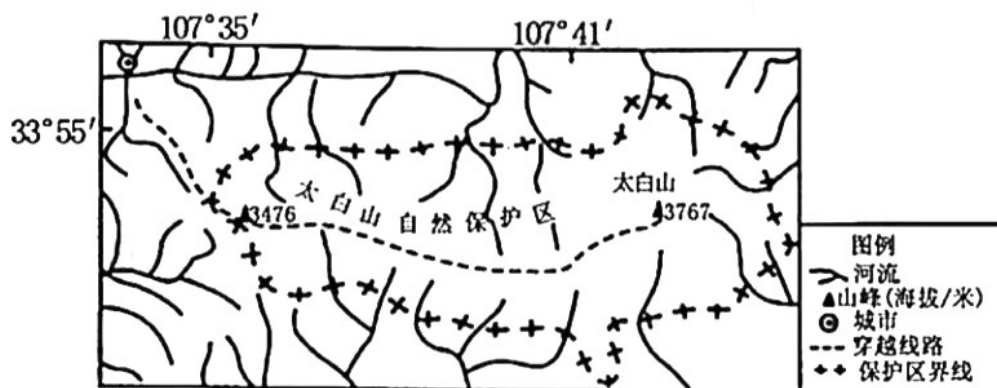 107°35′
107°41′
33°55′
太白山
3476
太白山自然保护区
3767
图例
河流
山峰(海拔/米)
城市
穿越线路
保护区界线